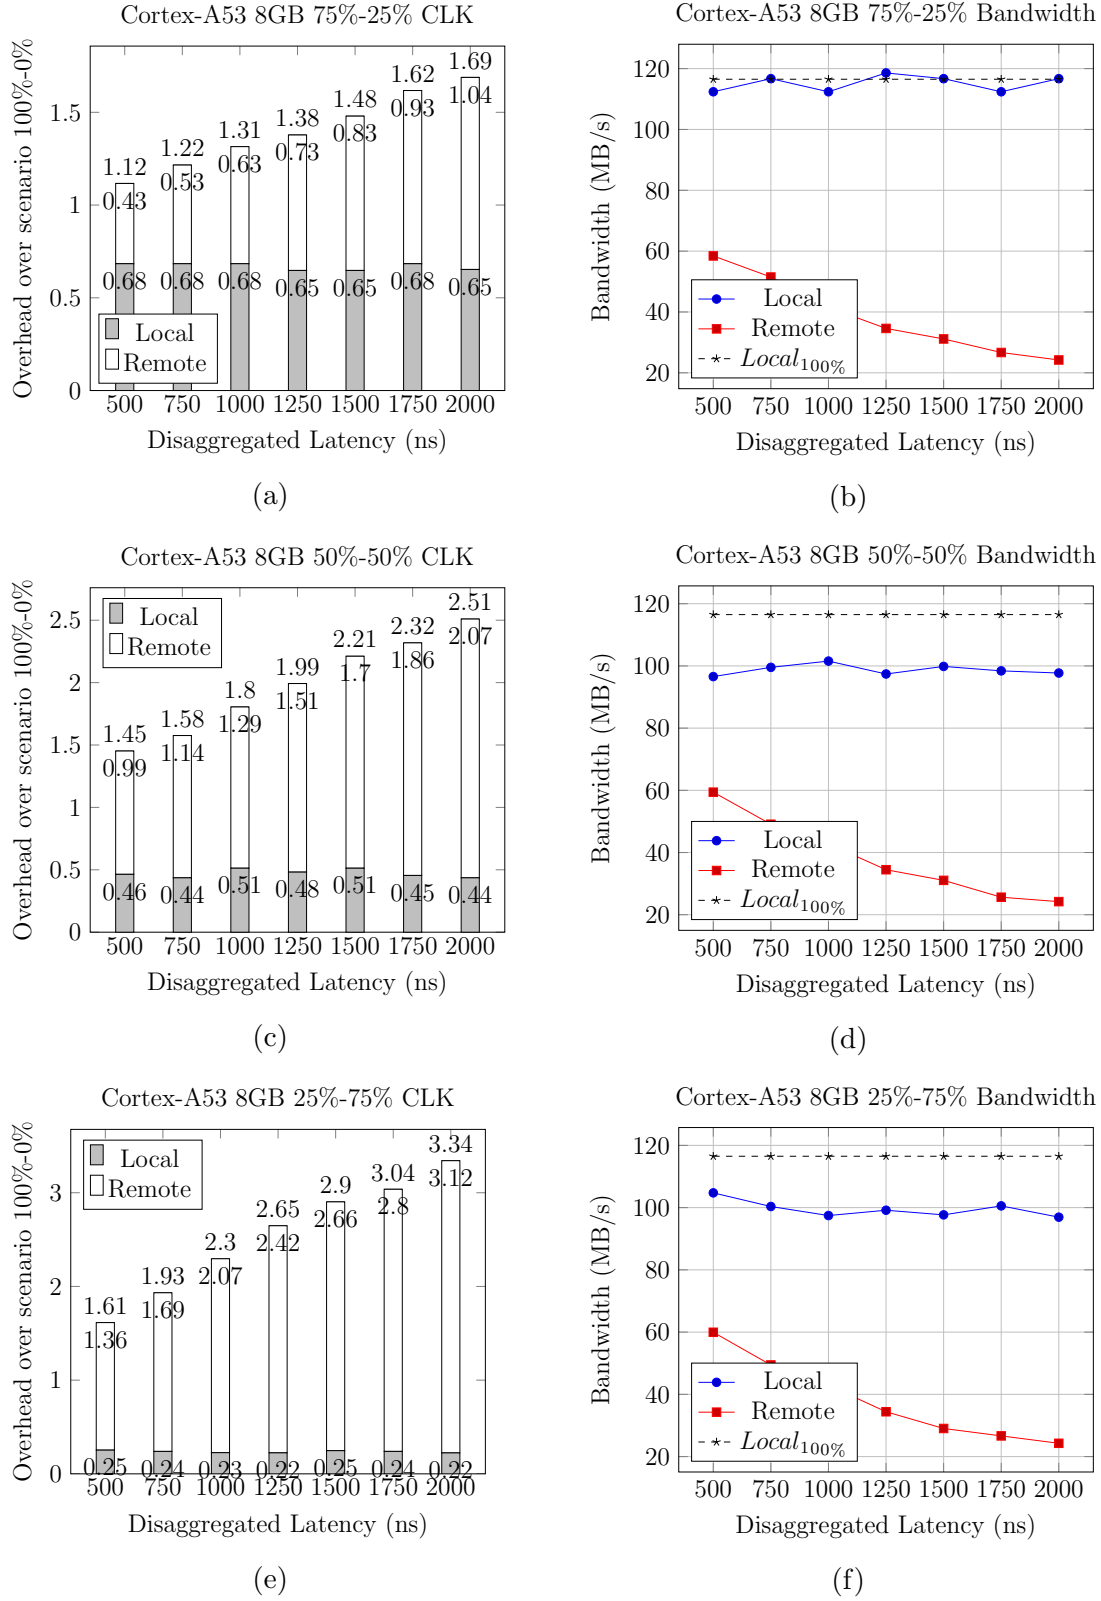 Cortex-A53 8GB 75%-25% CLK
Overhead over scenario 100%-0%
1.5
1
0.5
0
1.12 1.22 1.31 1.38 1.48 1.62 1.69
0.43 0.53 0.63 0.73 0.83 0.93 1.04
0.68 0.68 0.68 0.65 0.65 0.68 0.65
Local
Remote
500 750 1000 1250 1500 1750 2000
Disaggregated Latency (ns)
(a)
Cortex-A53 8GB 75%-25% Bandwidth
Bandwidth (MB/s)
120
100
80
60
40
20
Local
Remote
Local100%
500 750 1000 1250 1500 1750 2000
Disaggregated Latency (ns)
(b)
Cortex-A53 8GB 50%-50% CLK
Overhead over scenario 100%-0%
2.5
2
1.5
1
0.5
0
Local
Remote
1.45 1.58 1.8 1.99 2.21 2.32 2.51
0.99 1.14 1.29 1.51 1.7 1.86 2.07
0.46 0.44 0.51 0.48 0.51 0.45 0.44
500 750 1000 1250 1500 1750 2000
Disaggregated Latency (ns)
(c)
Cortex-A53 8GB 50%-50% Bandwidth
Bandwidth (MB/s)
120
100
80
60
40
20
Local
Remote
Local100%
500 750 1000 1250 1500 1750 2000
Disaggregated Latency (ns)
(d)
Cortex-A53 8GB 25%-75% CLK
Overhead over scenario 100%-0%
3
2
1
0
Local
Remote
1.61 1.93 2.3 2.65 2.9 3.04 3.34
1.36 1.69 2.07 2.42 2.66 2.8 3.12
0.25 0.24 0.23 0.22 0.25 0.24 0.22
500 750 1000 1250 1500 1750 2000
Disaggregated Latency (ns)
(e)
Cortex-A53 8GB 25%-75% Bandwidth
Bandwidth (MB/s)
120
100
80
60
40
20
Local
Remote
Local100%
500 750 1000 1250 1500 1750 2000
Disaggregated Latency (ns)
(f)